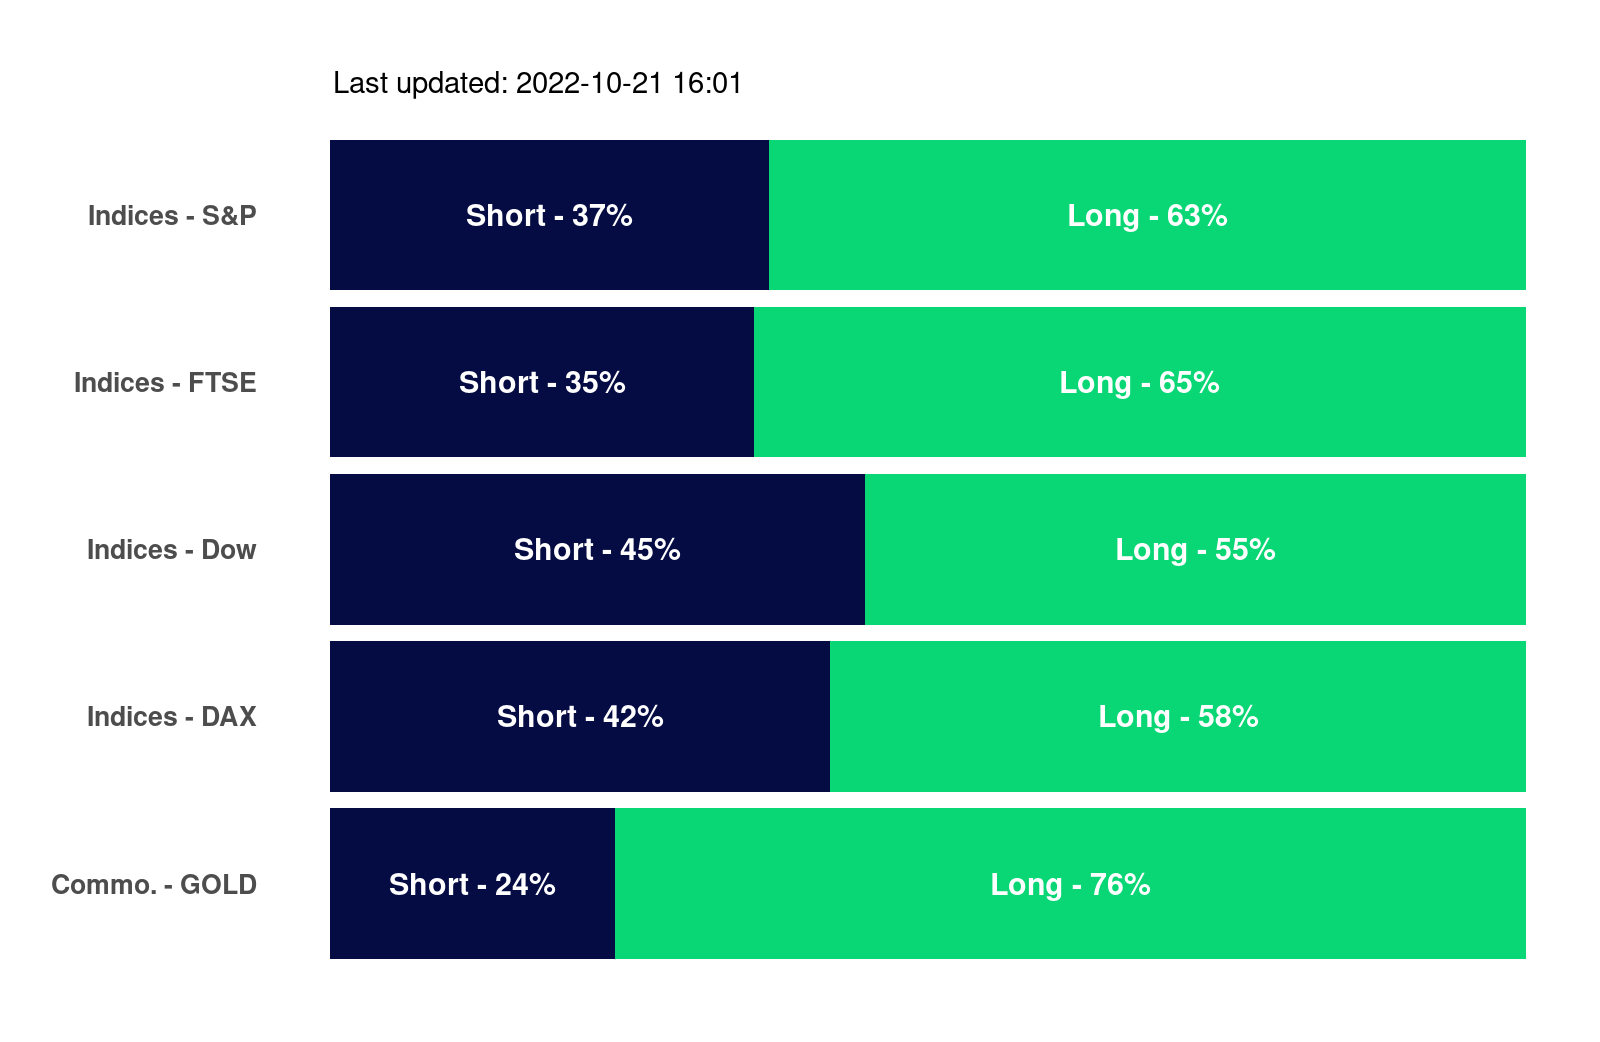 Last updated: 2022-10-21 16:01
Indices - S&P Short - 37% Long - 63%
Indices - FTSE Short - 35% Long - 65%
Indices - Dow Short - 45% Long - 55%
Indices - DAX Short - 42% Long - 58%
Commo. - GOLD Short - 24% Long - 76%